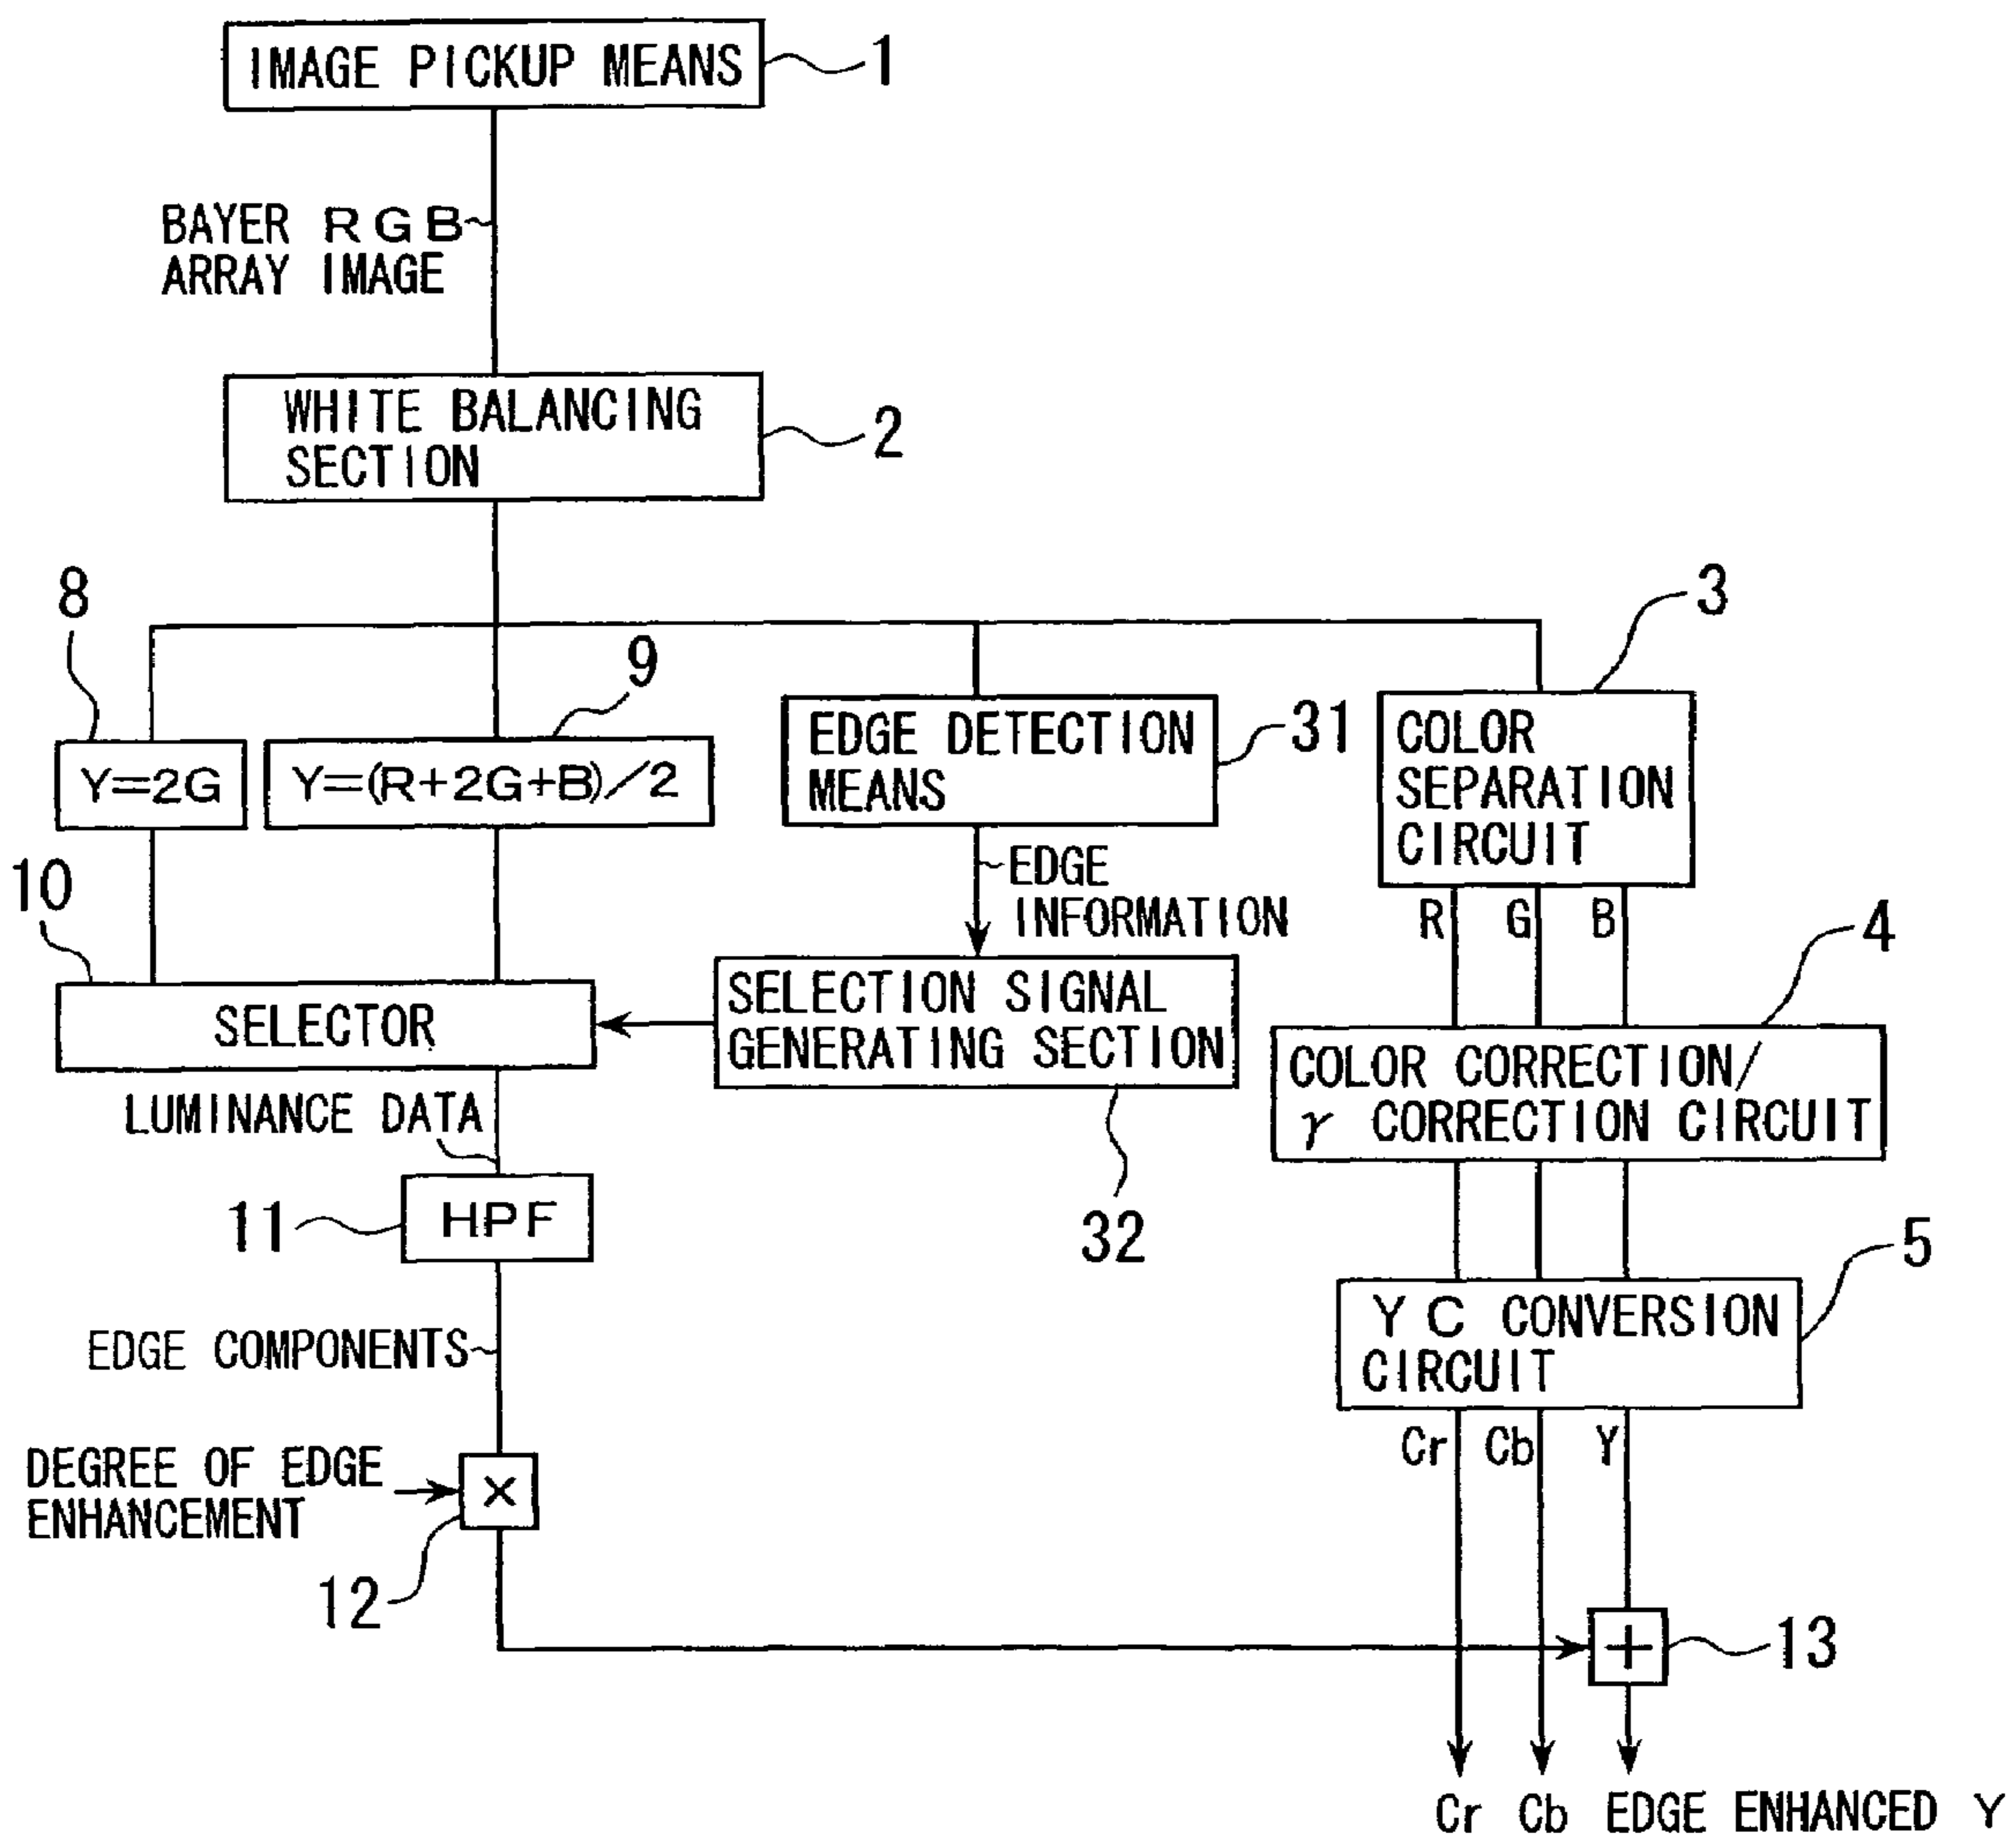 IMAGE PICKUP MEANS
1
BAYER RGB
ARRAY IMAGE
WHITE BALANCING
SECTION
2
8
9
3
Y=2G
Y=(R+2G+B)/2
EDGE DETECTION
MEANS
31
COLOR
SEPARATION
CIRCUIT
EDGE
INFORMATION
10
R G B
4
SELECTOR
SELECTION SIGNAL
GENERATING SECTION
32
COLOR CORRECTION/
γ CORRECTION CIRCUIT
LUMINANCE DATA
11
HPF
5
YC CONVERSION
CIRCUIT
EDGE COMPONENTS
Cr Cb Y
DEGREE OF EDGE
ENHANCEMENT
×
12
+
13
Cr Cb EDGE ENHANCED Y